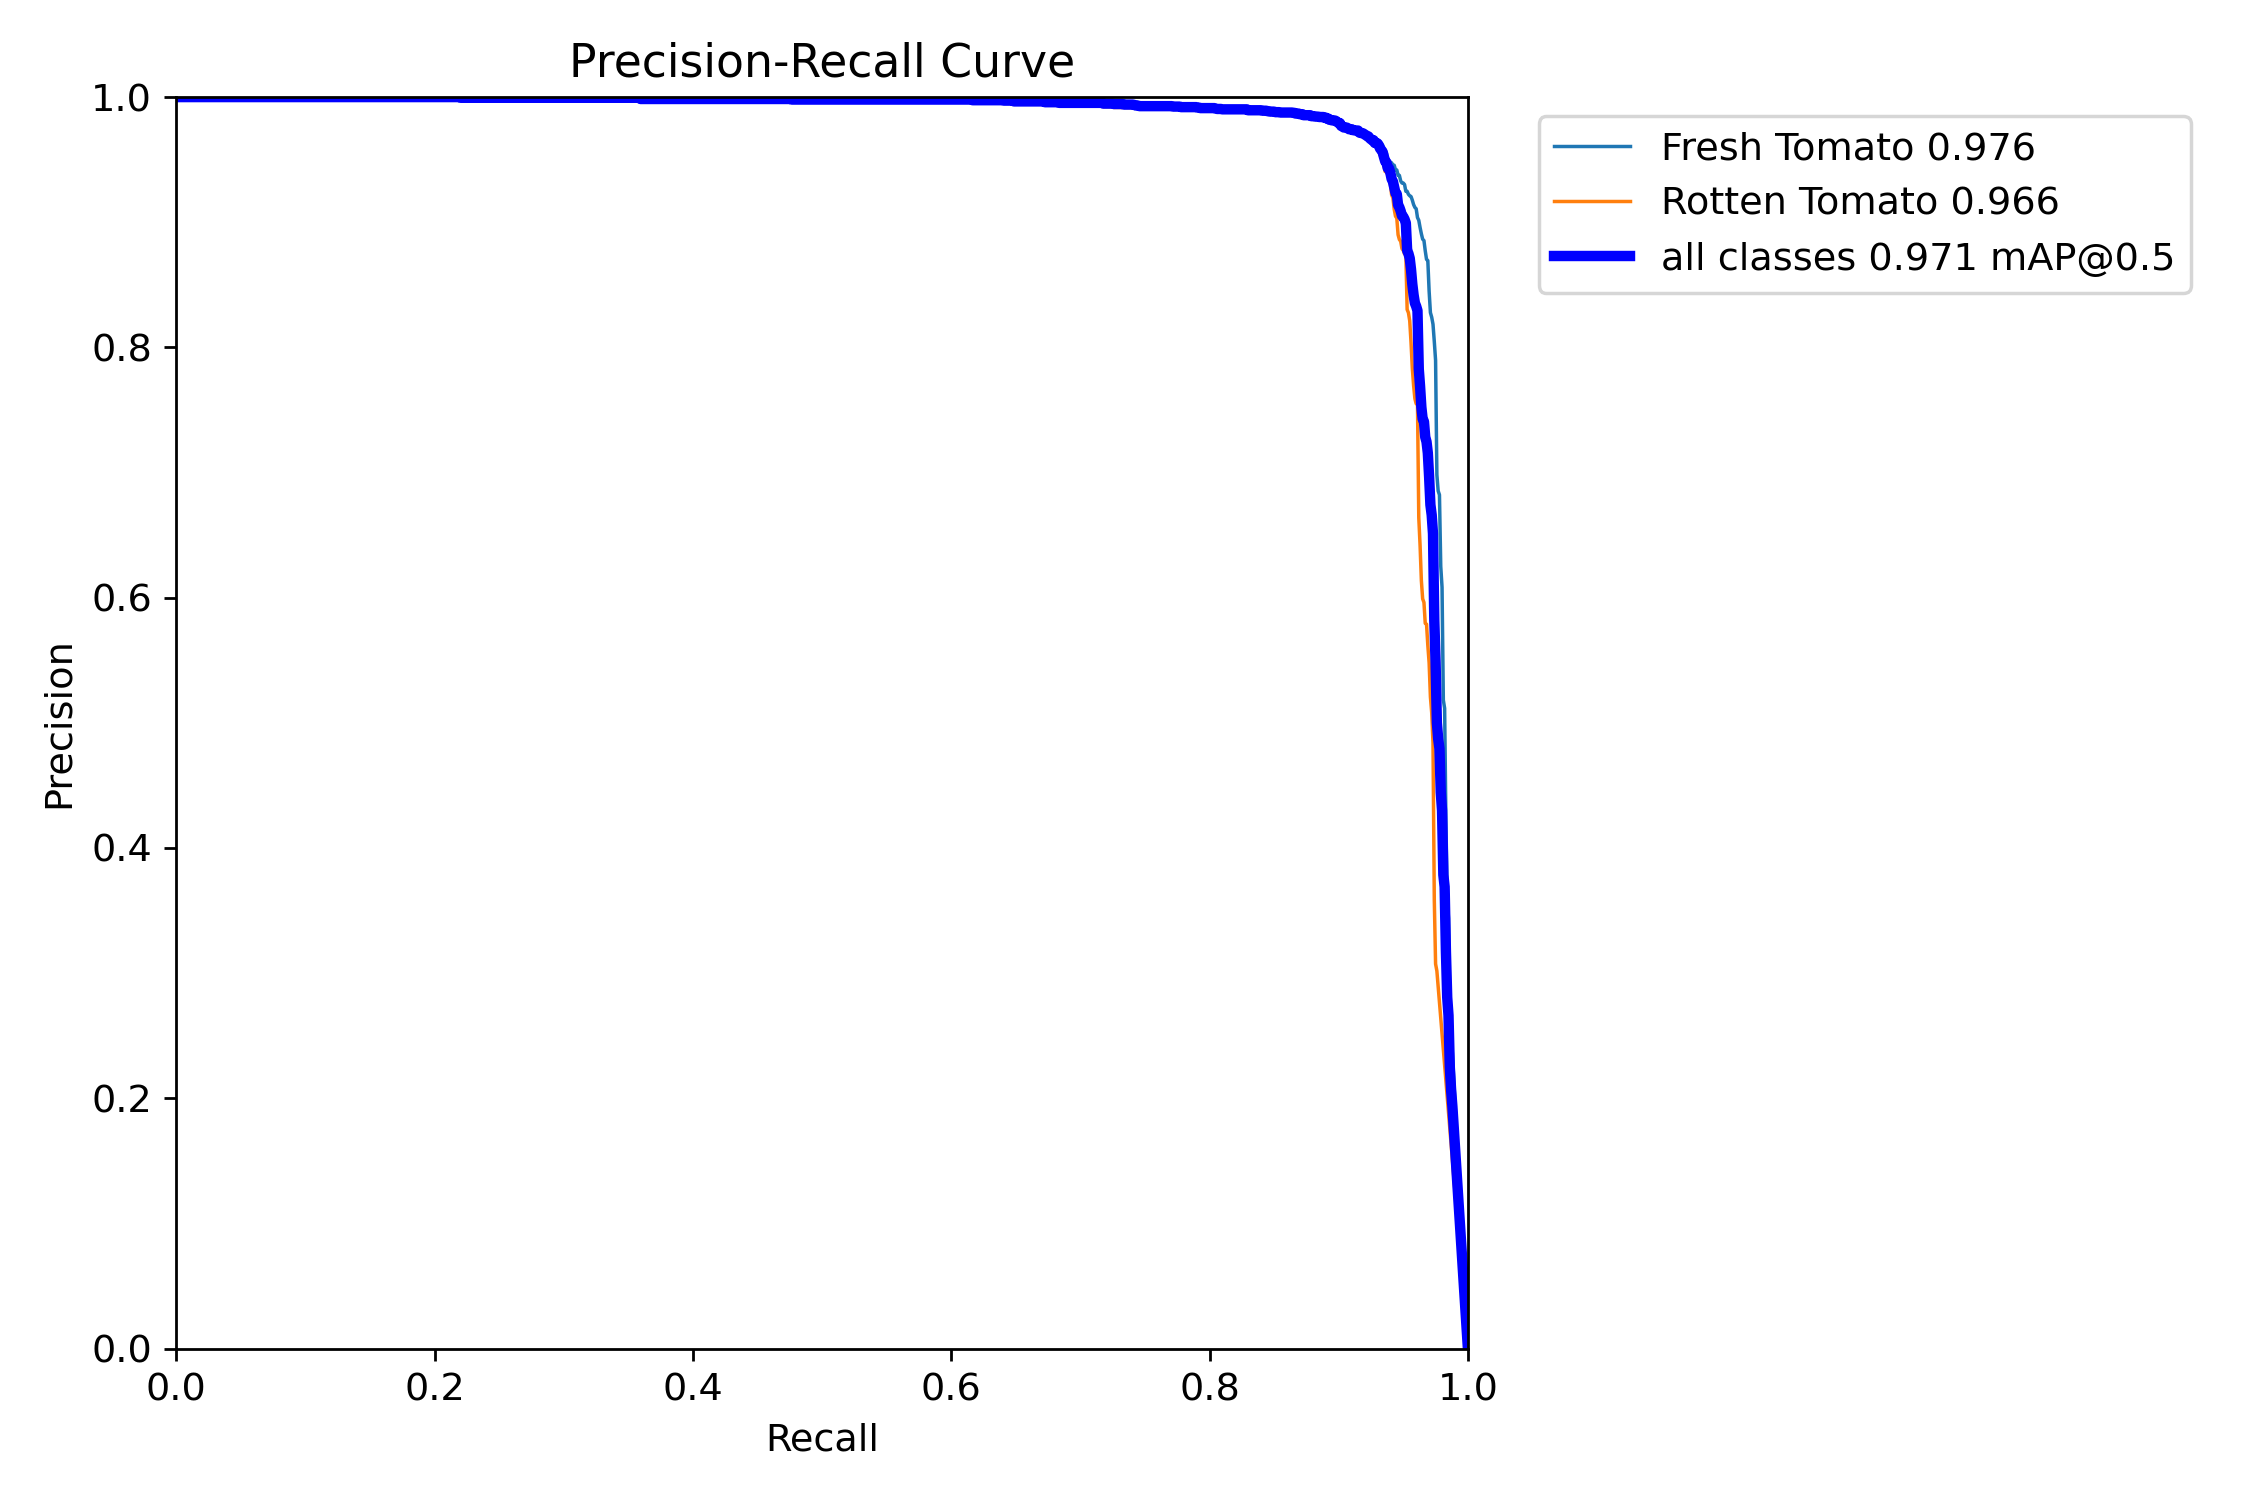 Precision-Recall Curve
1.0
0.8
0.6
0.4
0.2
0.0
Precision
0.0 0.2 0.4 0.6 0.8 1.0
Recall
Fresh Tomato 0.976
Rotten Tomato 0.966
all classes 0.971 mAP@0.5